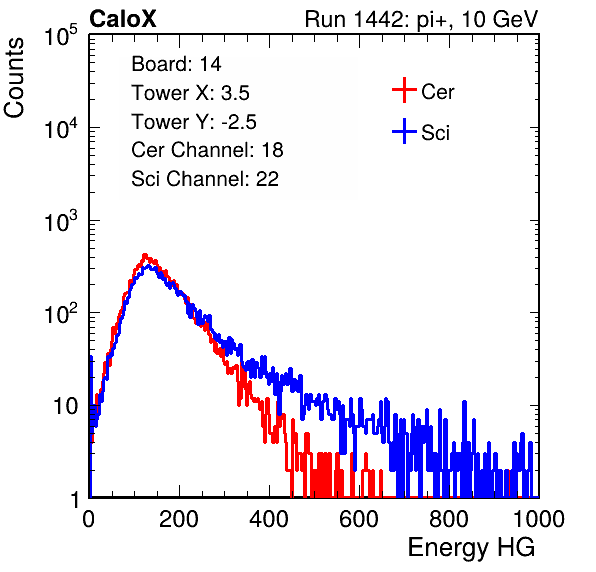 CaloX Run 1442: pi+, 10 GeV
Counts
Board: 14
Tower X: 3.5
Tower Y: -2.5
Cer Channel: 18
Sci Channel: 22
Cer
Sci
10^5
10^4
10^3
10^2
10
1
0 200 400 600 800 1000
Energy HG